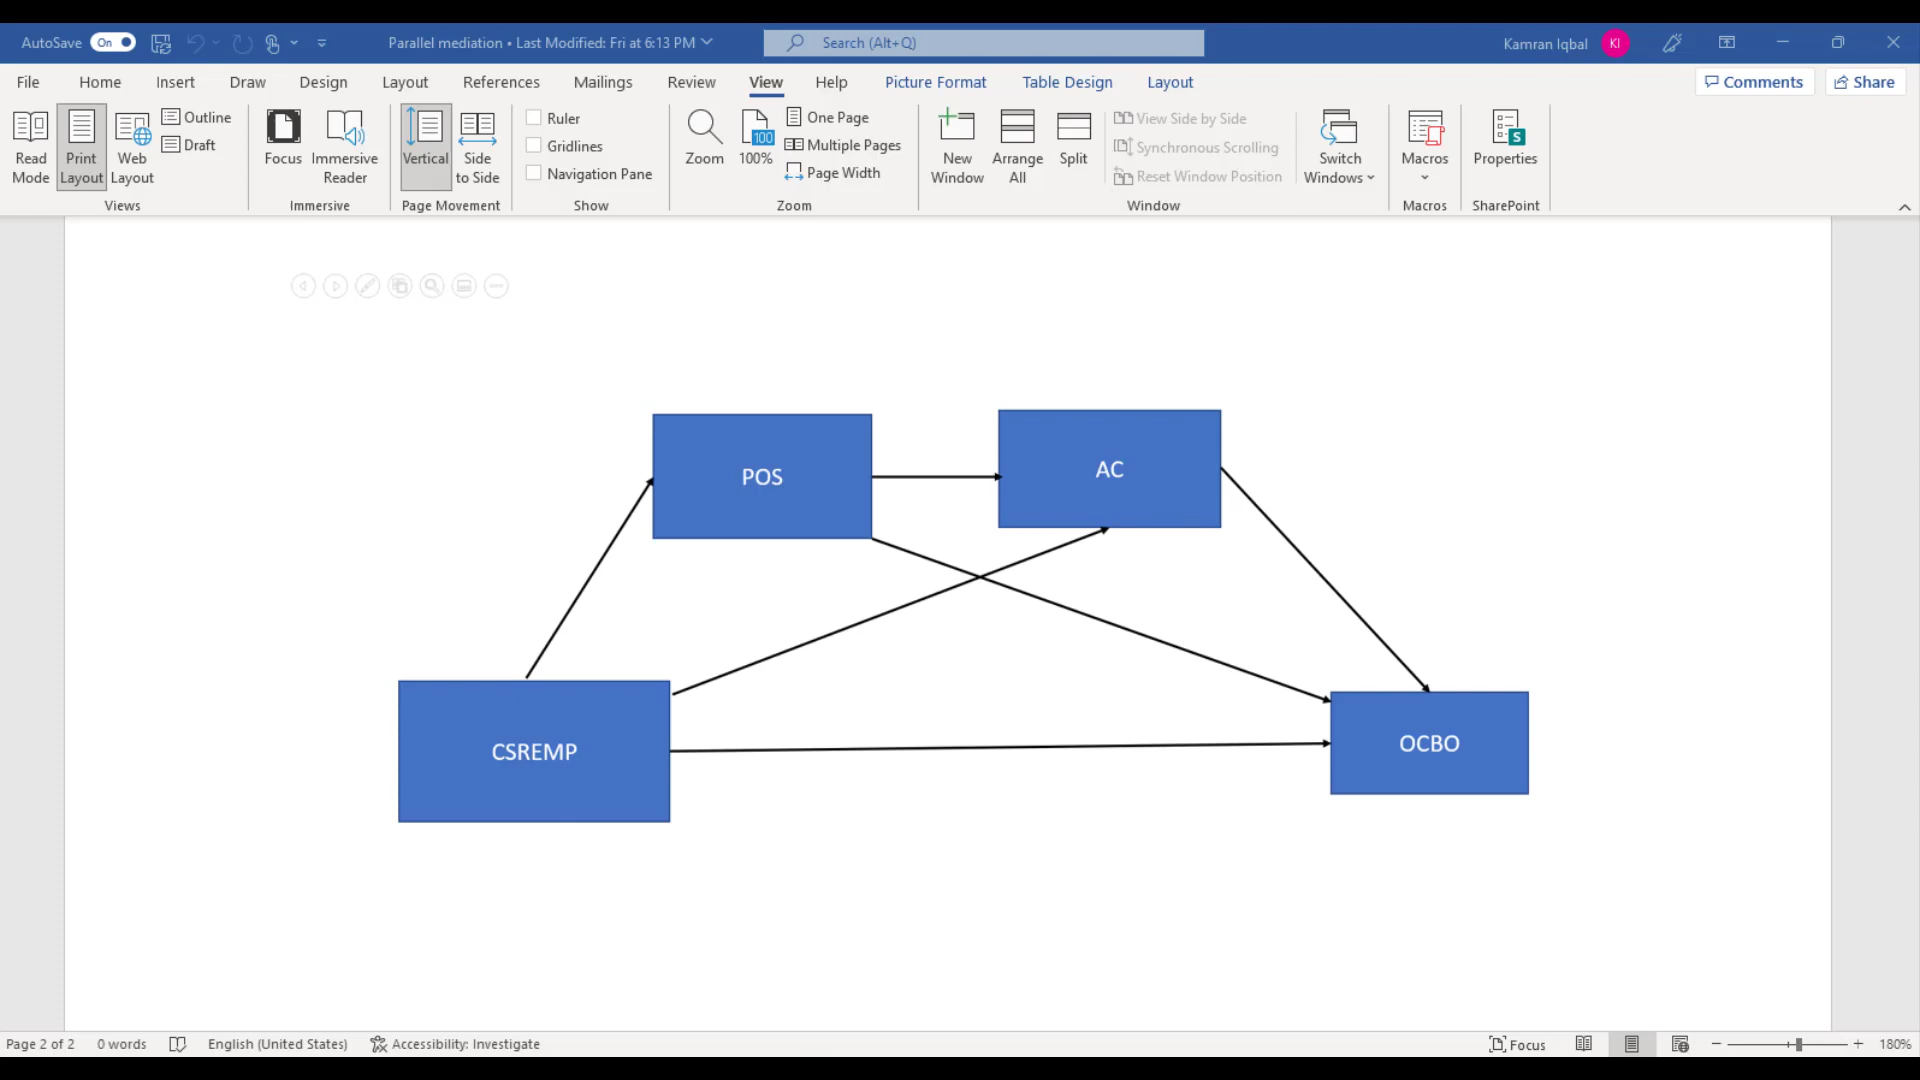 AutoSave On Parallel mediation • Last Modified: Fri at 6:13 PM Search (Alt+Q) Kamran Iqbal KI
File Home Insert Draw Design Layout References Mailings Review View Help Picture Format Table Design Layout Comments Share
Read Mode
Print Layout
Web Layout
Outline
Draft
Views
Focus
Immersive Reader
Immersive
Vertical
Side to Side
Page Movement
Ruler
Gridlines
Navigation Pane
Show
Zoom
100
100%
One Page
Multiple Pages
Page Width
Zoom
New Window
Arrange All
Split
View Side by Side
Synchronous Scrolling
Reset Window Position
Switch Windows
Window
Macros
Macros
S
Properties
SharePoint
POS
AC
CSREMP
OCBO
Page 2 of 2 0 words English (United States) Accessibility: Investigate Focus 180%